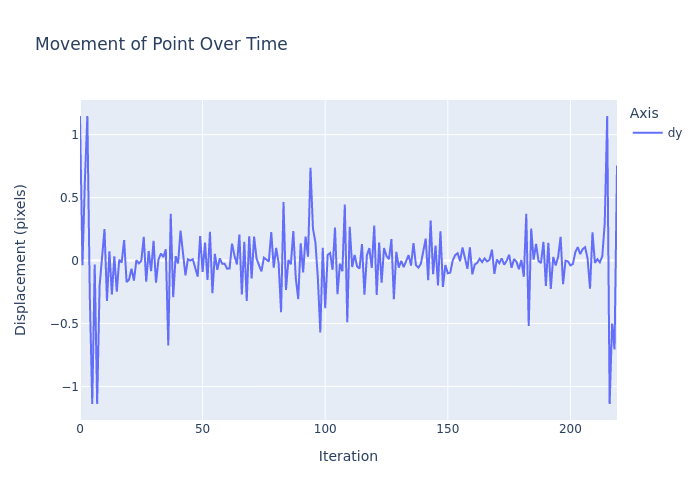 Movement of Point Over Time
Axis
dy
1
0.5
0
−0.5
−1
Displacement (pixels)
0
50
100
150
200
Iteration